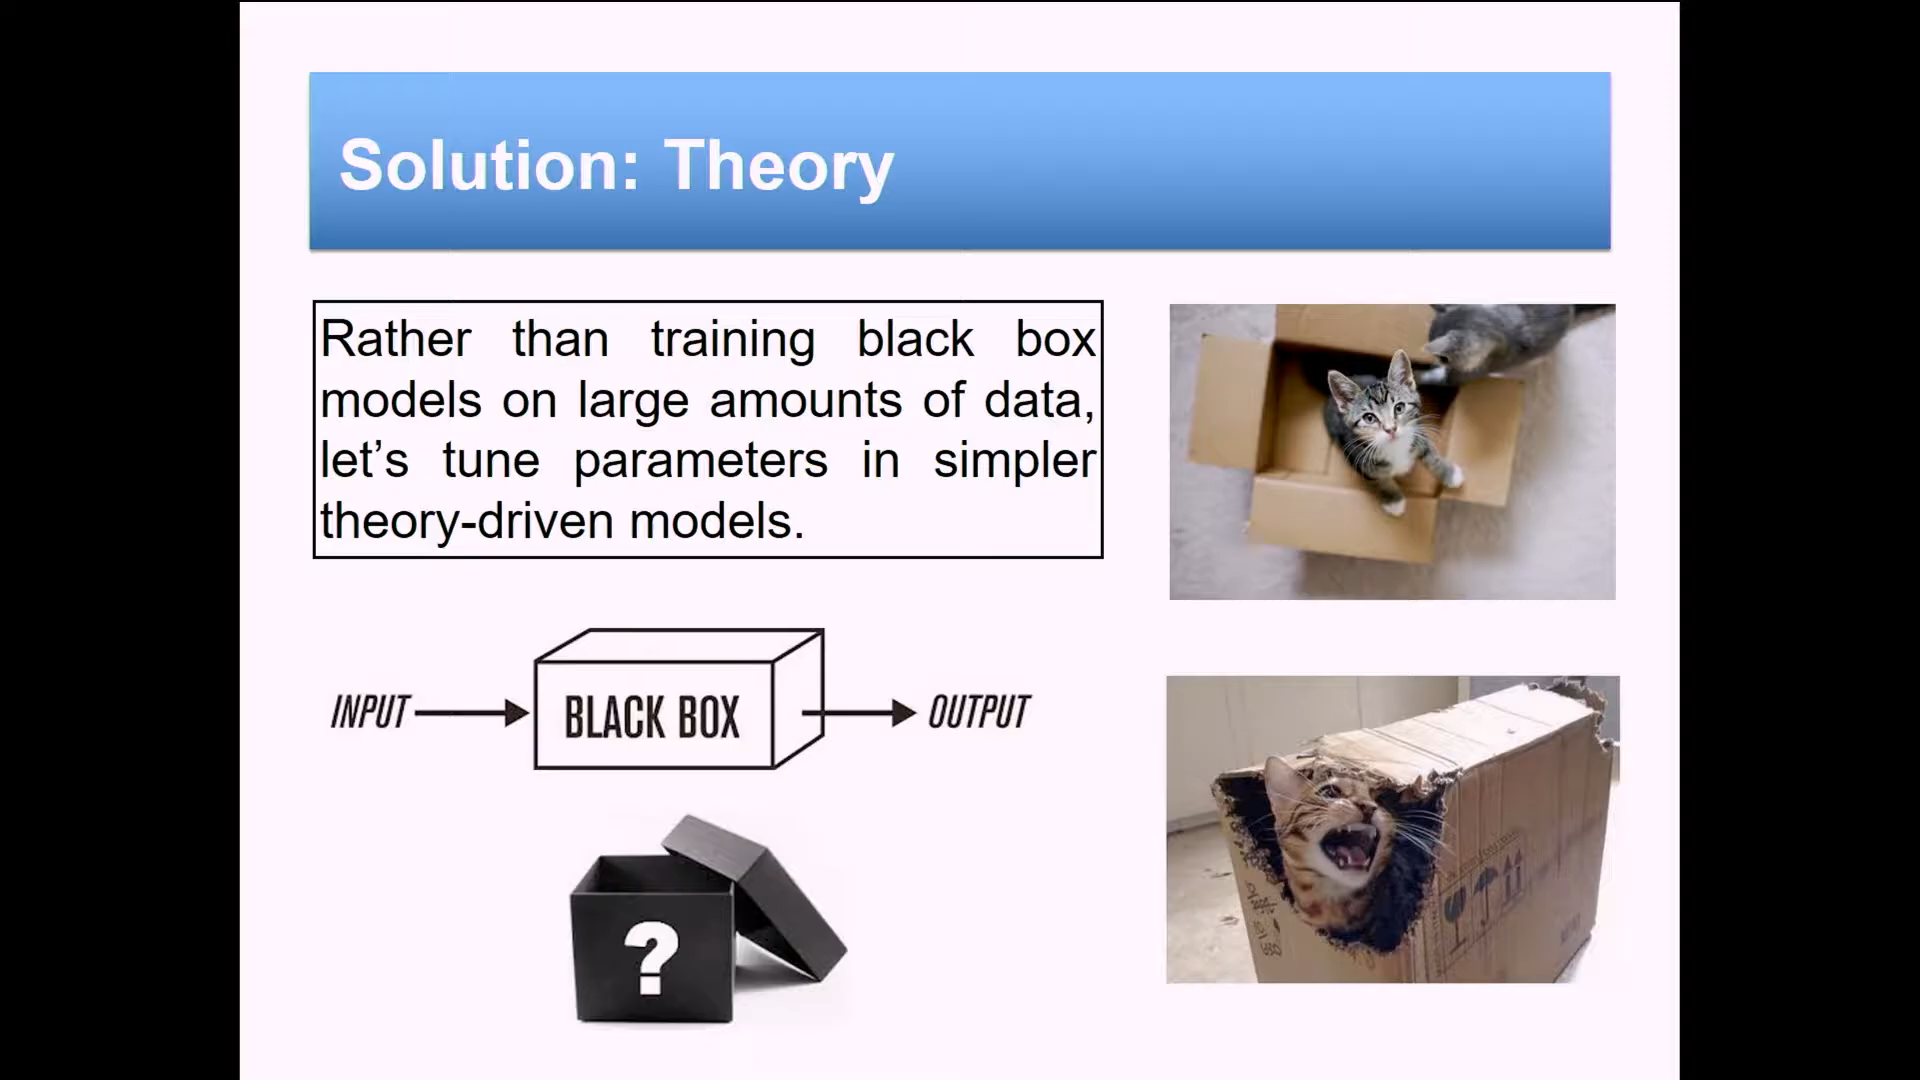 Solution: Theory
Rather than training black box
models on large amounts of data,
let’s tune parameters in simpler
theory-driven models.
INPUT
BLACK BOX
OUTPUT
?